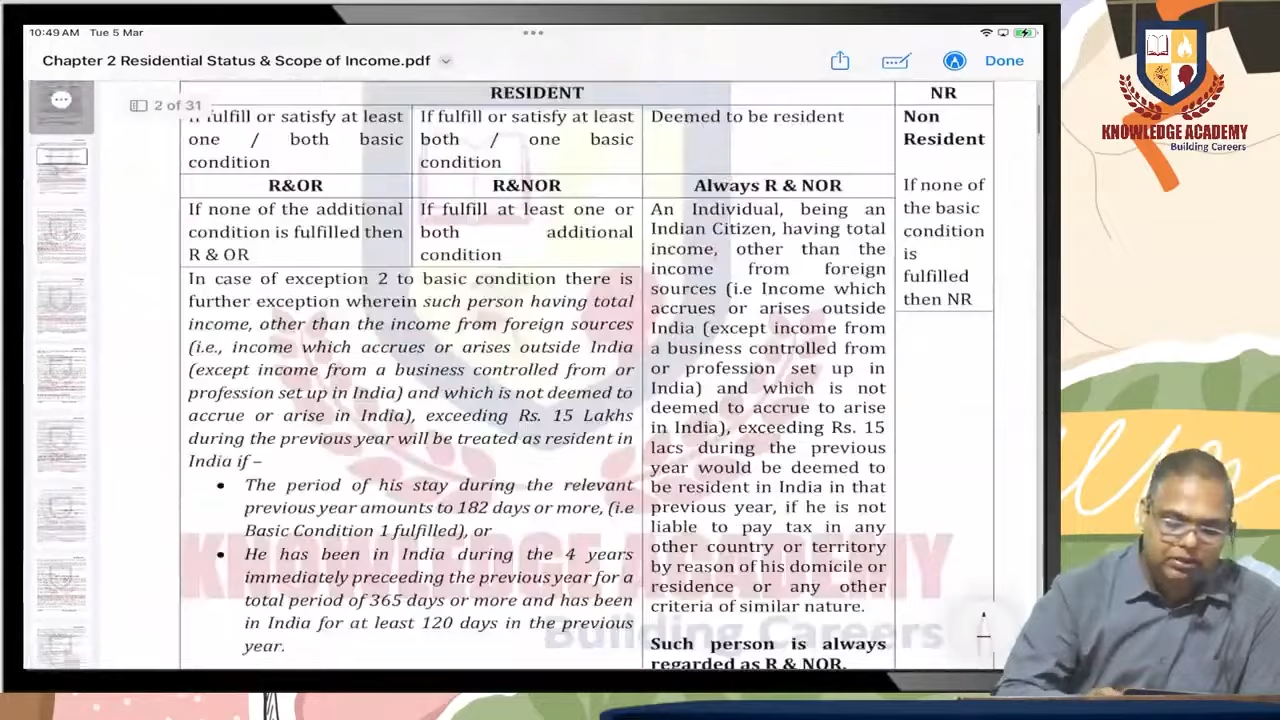 10:49 AM Tue 5 Mar
Chapter 2 Residential Status & Scope of Income.pdf
Done
2 of 31
KNOWLEDGE ACADEMY
Building Careers
RESIDENT
NR
fulfill or satisfy at least
one / both basic
condition
If fulfill or satisfy at least
/ one basic
Deemed to be resident
Non
Resident
Always R & NOR
If none of
the basic
condition
is
fulfilled
then NR
If none of the additional
condition is fulfilled then
least one or
both additional
An individual being an
Indian Citizen having total
income, other than the
income from foreign
sources (i.e. Income which
accrues or arises outside
India (except income from
a business controlled from
or profession set up in
India) and which is not
deemed to accrue to arise
in India), exceeding Rs. 15
lacs during the previous
year would be deemed to
be resident in India in that
previous year, if he is not
liable to pay tax in any
other country or territory
by reason of his domicile or
residence or any other
criteria of similar nature.
Such person is always
regarded as R & NOR.
In case of exception 2 in basic condition there is
further exception wherein such person having total
income other than the income from foreign sources
(i.e. income which accrues or arises outside India
(except income from a business controlled from or
profession set up in India) and which is not deemed to
accrue or arise in India), exceeding Rs. 15 Lakhs
during the previous year will be treated as resident in
India if –
• The period of his stay during the relevant
previous year amounts to days or more, (i.e
Basic Condition 1 fulfilled), or
• He has been in India during the 4 years
immediately preceding the previous year for a
total period of 365 days or more and has been
in India for at least 120 days in the previous
year.